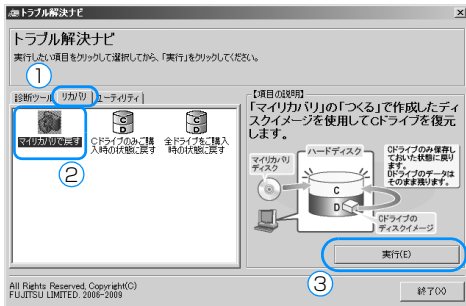 トラブル解決ナビ
トラブル解決ナビ
実行したい項目をクリックして選択してから、「実行」をクリックしてください。
①
診断ツール
リカバリ
ユーティリティ
マイリカバリで戻す
Cドライブのみご購
入時の状態に戻す
全ドライブをご購入
時の状態に戻す
②
【項目の説明】
「マイリカバリ」の「つくる」で作成したディ
スクイメージを使用してCドライブを復元
します。
マイリカバリ
ディスク
ハードディスク
C
D
Cドライブのみ保存し
ておいた状態に戻り
ます。
Dドライブのデータは
そのまま残ります。
Cドライブの
ディスクイメージ
実行(E)
③
All Rights Reserved, Copyright(C)
FUJITSU LIMITED. 2006-2009
終了(X)